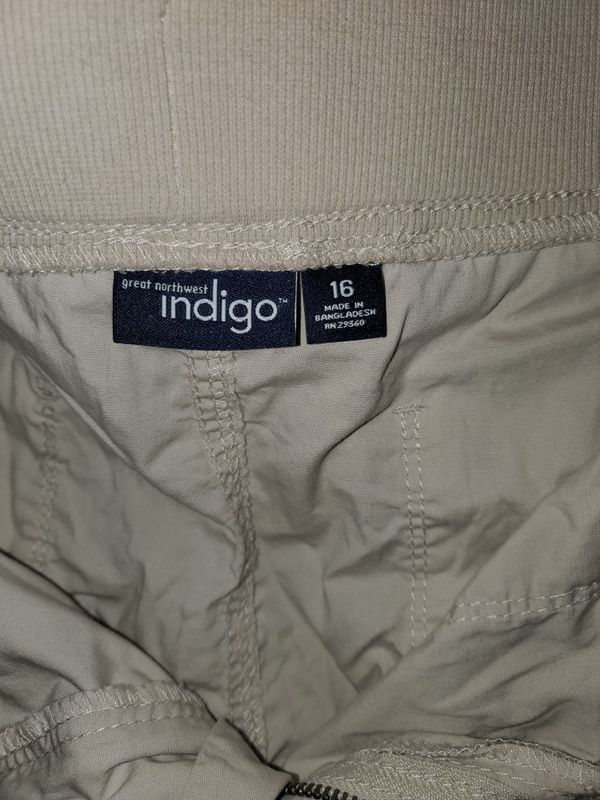 great northwest
indigo™
16
MADE IN
BANGLADESH
RN 29360